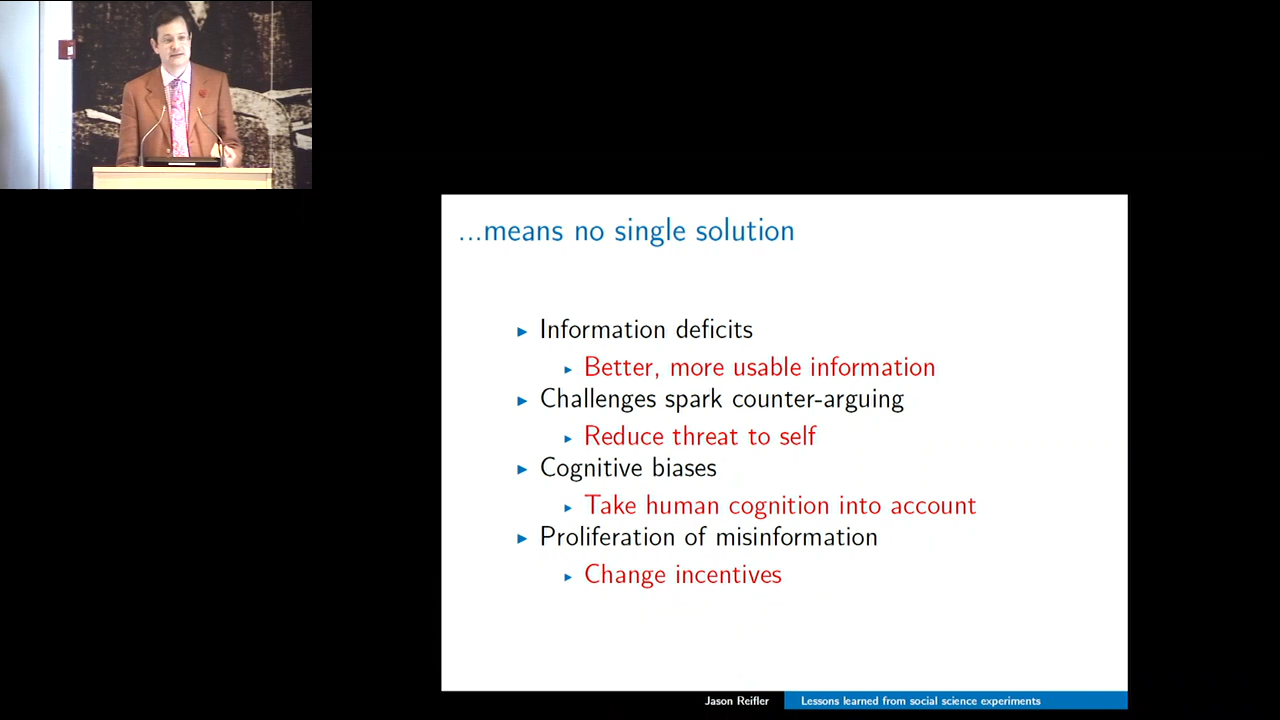 ...means no single solution
Information deficits
Better, more usable information
Challenges spark counter-arguing
Reduce threat to self
Cognitive biases
Take human cognition into account
Proliferation of misinformation
Change incentives
Jason Reifler
Lessons learned from social science experiments